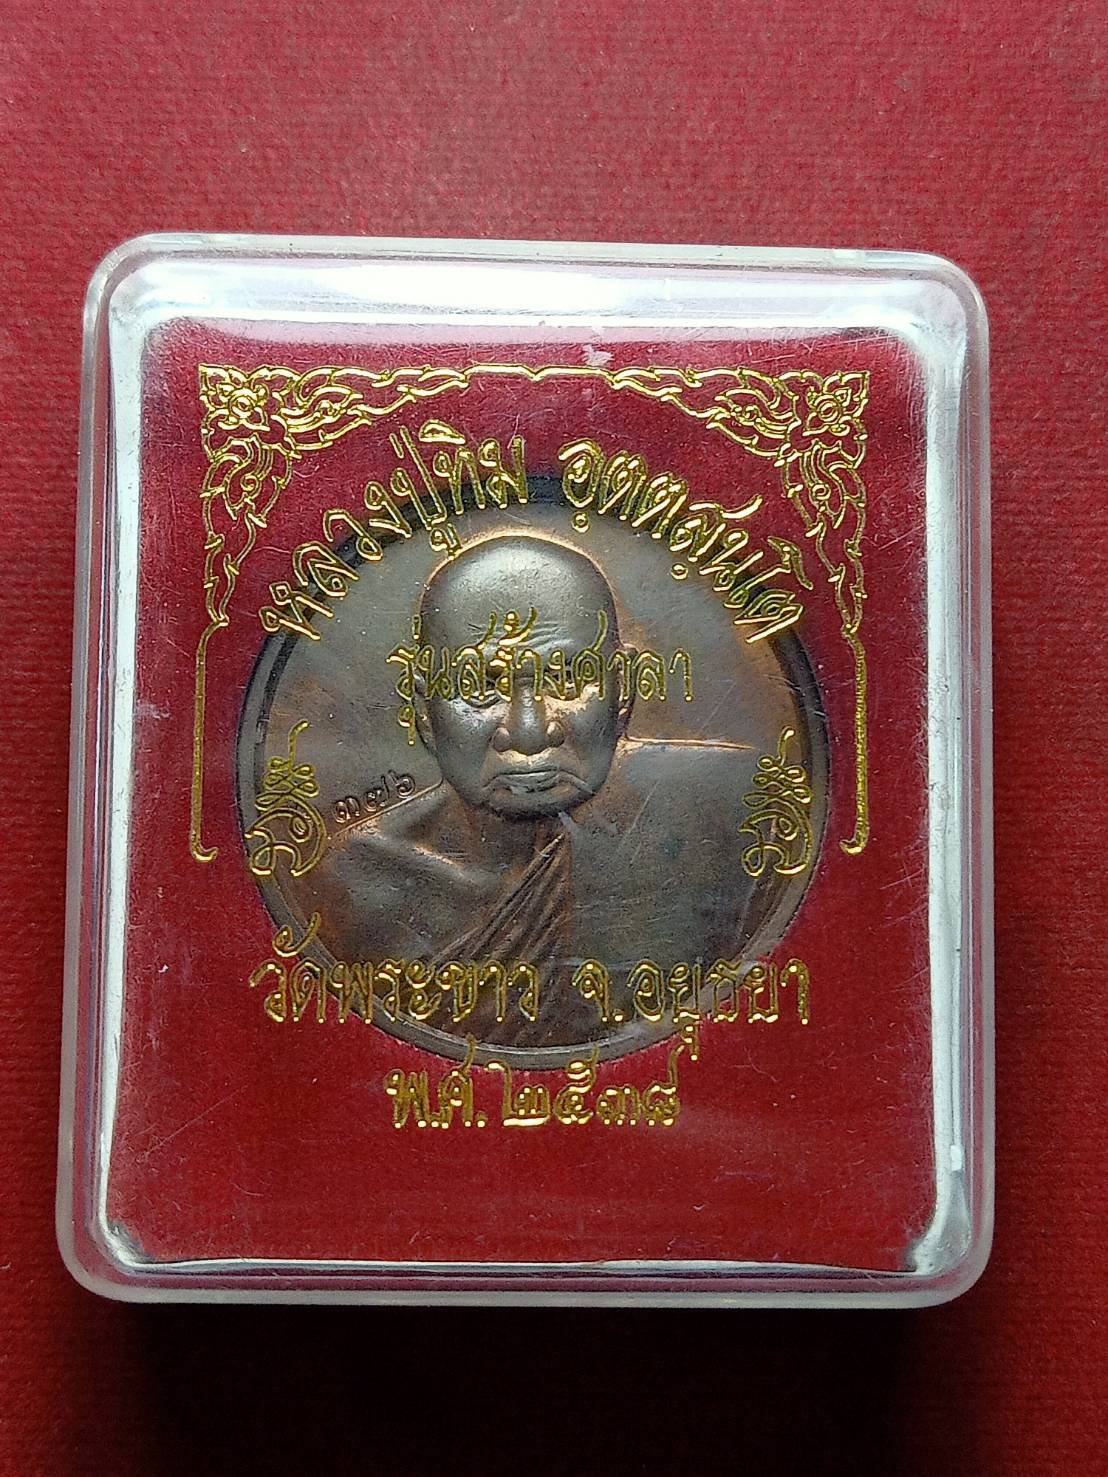 หลวงปู่ทิม อุตตสุนโต
รุ่นสร้างศาลา
๓๗๖
วัดพระขาว จ.อยุธยา
พ.ศ.๒๕๓๘